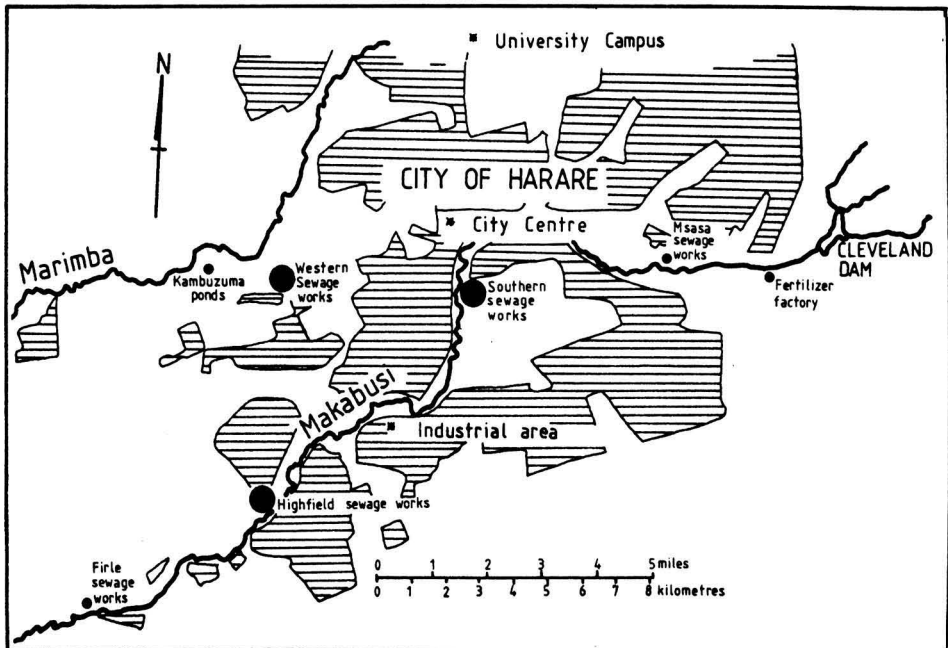 N
University Campus
CITY OF HARARE
City Centre
Msasa
sewage
works
CLEVELAND
DAM
Marimba
Kambuzuma
ponds
Western
Sewage
works
Southern
sewage
works
Fertilizer
factory
Makabusi
Industrial area
Highfield sewage works
Firle
sewage
works
0 1 2 3 4 5 miles
0 1 2 3 4 5 6 7 8 kilometres